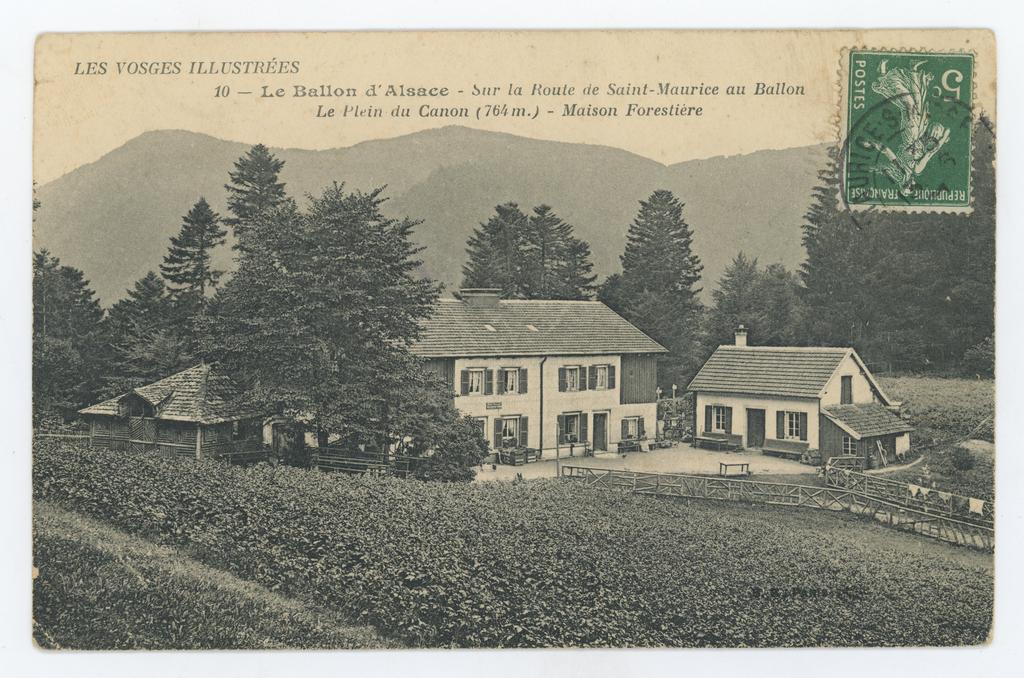 LES VOSGES ILLUSTRÉES
10 — Le Ballon d'Alsace - Sur la Route de Saint-Maurice au Ballon
Le Plein du Canon (764 m.) - Maison Forestière
5c
POSTES
REPUBLIQUE FRANÇAISE